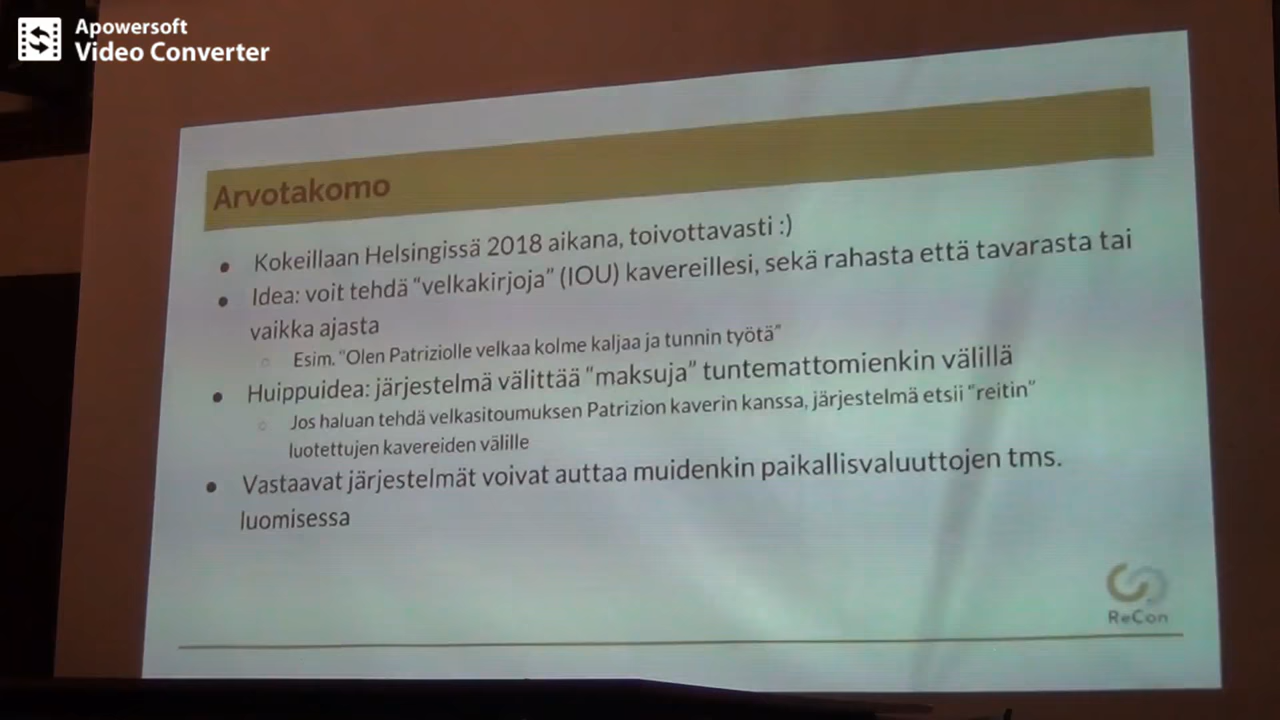 Apowersoft
Video Converter
Arvotakomo
● Kokeillaan Helsingissä 2018 aikana, toivottavasti :)
● Idea: voit tehdä “velkakirjoja” (IOU) kavereillesi, sekä rahasta että tavarasta tai
vaikka ajasta
○ Esim. “Olen Patriziolle velkaa kolme kaljaa ja tunnin työtä”
● Huippuidea: järjestelmä välittää “maksuja” tuntemattomienkin välillä
○ Jos haluan tehdä velkasitoumuksen Patrizion kaverin kanssa, järjestelmä etsii “reitin”
luotettujen kavereiden välille
● Vastaavat järjestelmät voivat auttaa muidenkin paikallisvaluuttojen tms.
luomisessa
ReCon